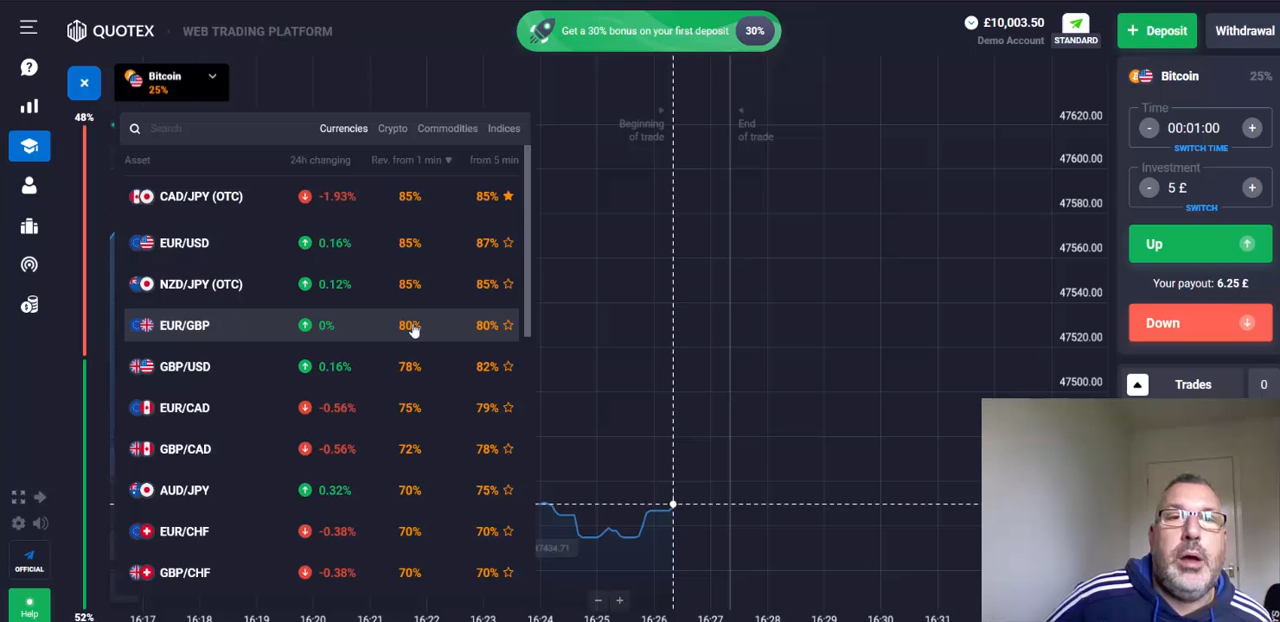 QUOTEX
WEB TRADING PLATFORM
Get a 30% bonus on your first deposit 30%
£10,003.50
Demo Account
STANDARD
+ Deposit
Withdrawal
Bitcoin
25%
48%
Search
Currencies Crypto Commodities Indices
Asset 24h changing Rev. from 1 min from 5 min
CAD/JPY (OTC) -1.93% 85% 85%
EUR/USD 0.16% 85% 87%
NZD/JPY (OTC) 0.12% 85% 85%
EUR/GBP 0% 80% 80%
GBP/USD 0.16% 78% 82%
EUR/CAD -0.56% 75% 79%
GBP/CAD -0.56% 72% 78%
AUD/JPY 0.32% 70% 75%
EUR/CHF -0.38% 70% 70%
GBP/CHF -0.38% 70% 70%
Beginning
of trade
End
of trade
47620.00
47600.00
47580.00
47560.00
47540.00
47520.00
47500.00
Bitcoin 25%
Time
- 00:01:00 +
SWITCH TIME
Investment
- 5 £ +
SWITCH
Up
Your payout: 6.25 £
Down
Trades 0
OFFICIAL
Help
52%
16:17 16:18 16:19 16:20 16:21 16:22 16:23 16:24 16:25 16:26 16:27 16:28 16:29 16:30 16:31
- +